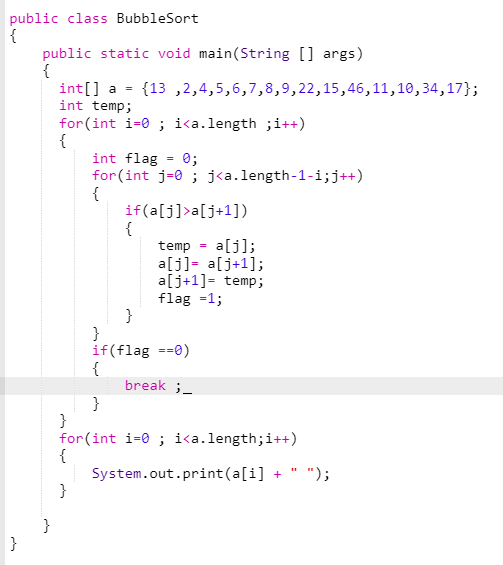 public class BubbleSort
{
public static void main(String [] args)
{
int[] a = {13 ,2,4,5,6,7,8,9,22,15,46,11,10,34,17};
int temp;
for(int i=0 ; i<a.length ;i++)
{
int flag = 0;
for(int j=0 ; j<a.length-1-i;j++)
{
if(a[j]>a[j+1])
{
temp = a[j];
a[j]= a[j+1];
a[j+1]= temp;
flag =1;
}
}
if(flag ==0)
{
break ;_
}
}
for(int i=0 ; i<a.length;i++)
{
System.out.print(a[i] + " ");
}
}
}